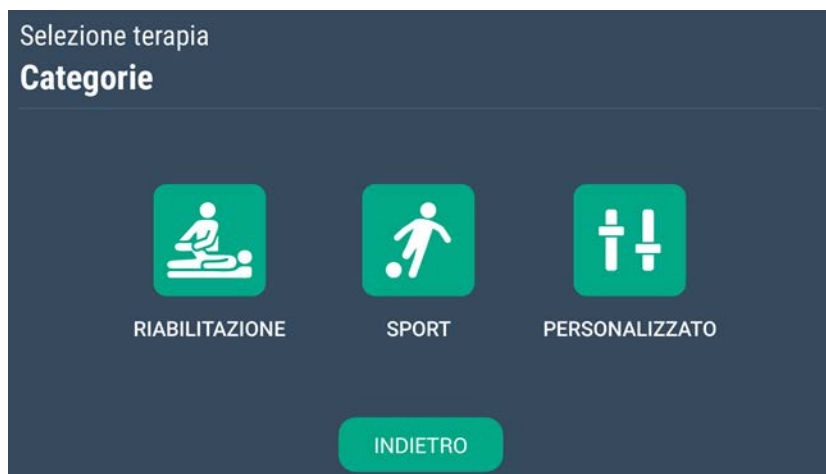 Selezione terapia
Categorie
RIABILITAZIONE
SPORT
PERSONALIZZATO
INDIETRO